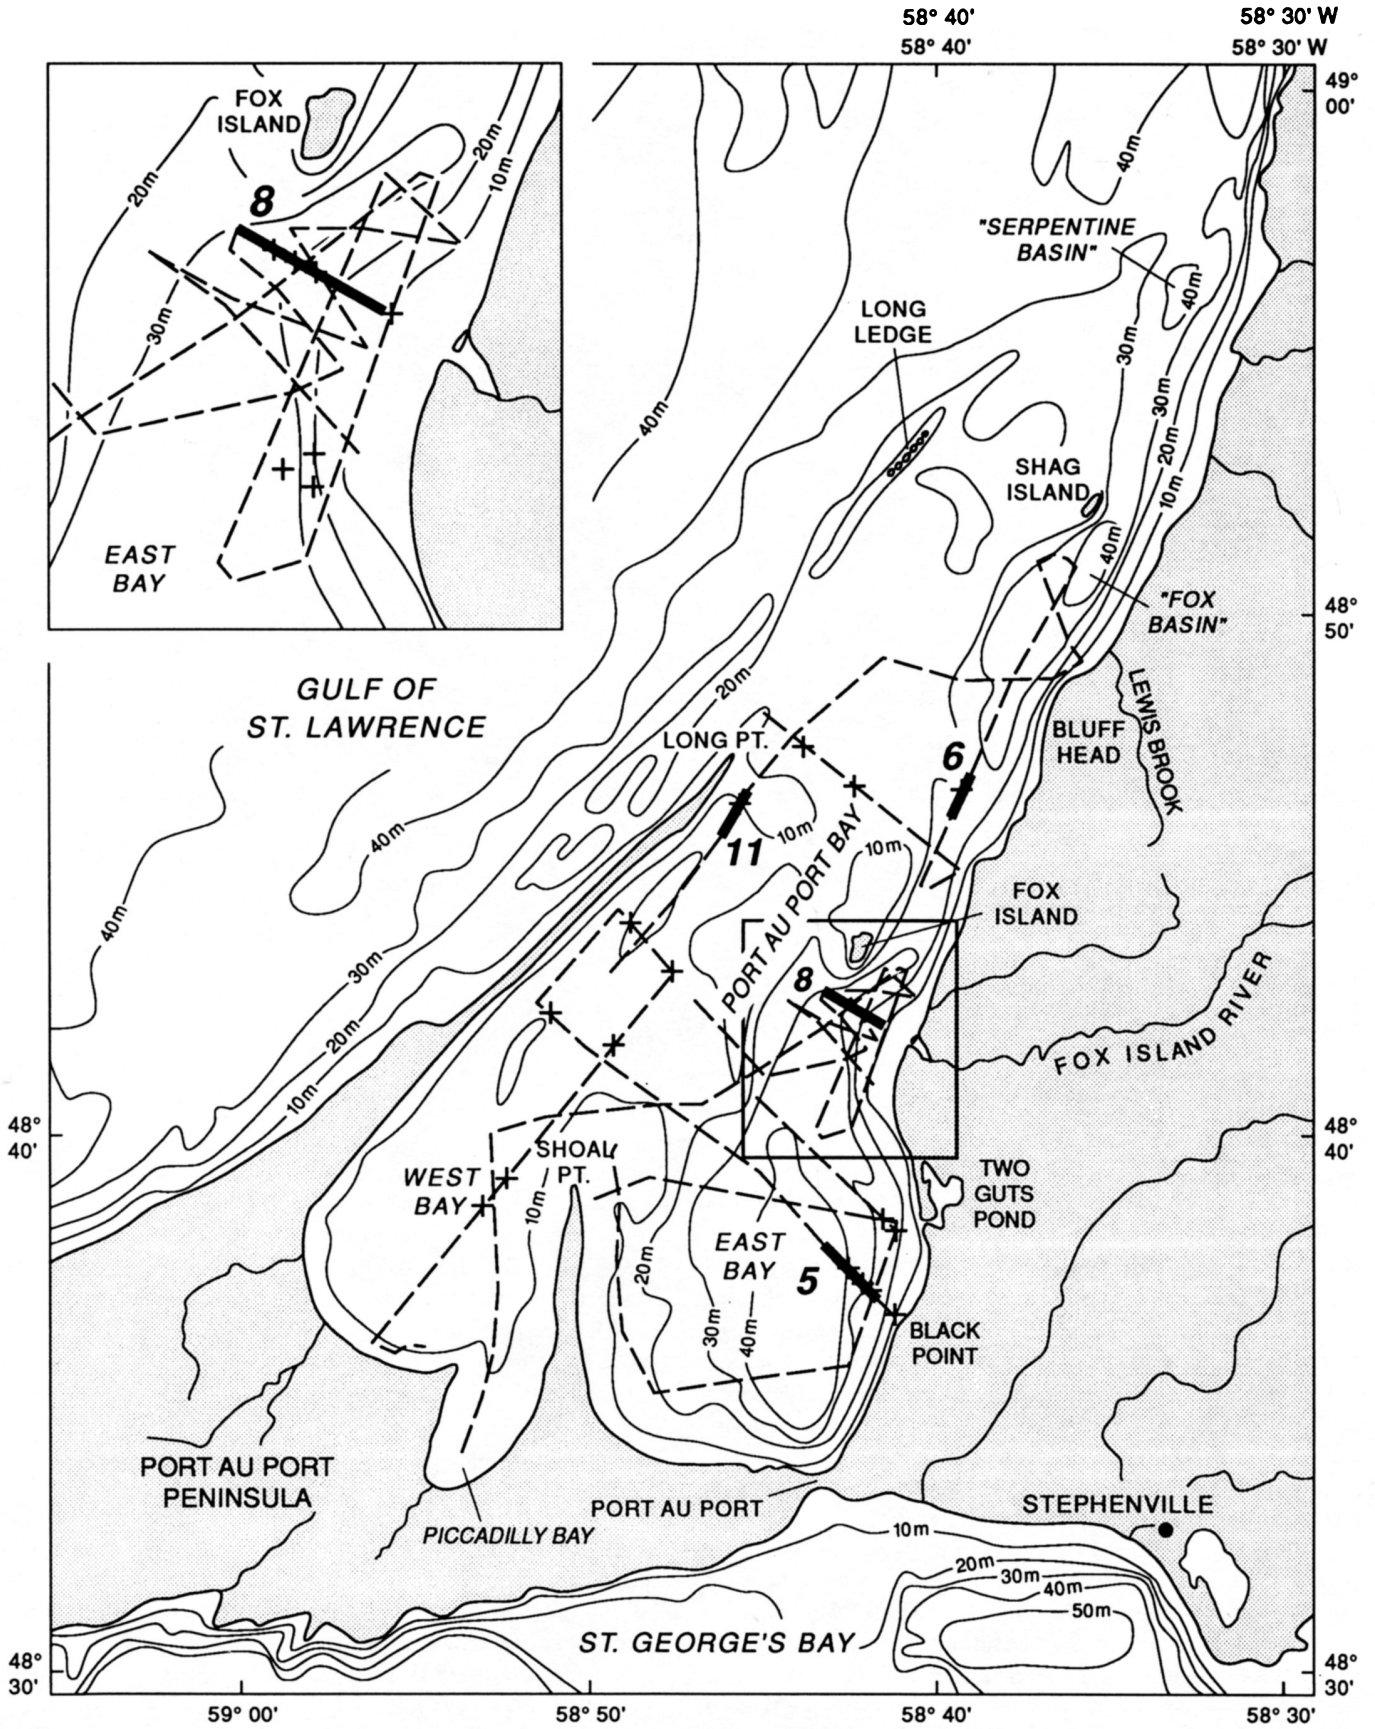 58° 40'
58° 30' W
58° 40'
58° 30' W
49°
00'
FOX
ISLAND
20m
10m
20m
8
30m
EAST
BAY
40m
"SERPENTINE
BASIN"
40m
LONG
LEDGE
30m
30m
40m
20m
SHAG
ISLAND
10m
40m
"FOX
BASIN"
48°
50'
GULF OF
ST. LAWRENCE
20m
LEWIS BROOK
LONG PT.
BLUFF
HEAD
6
40m
10m
11
10m
PORT AU PORT BAY
FOX
ISLAND
40m
30m
8
FOX ISLAND RIVER
20m
10m
48°
40'
48°
40'
SHOAL
PT.
WEST
BAY
10m
TWO
GUTS
POND
EAST
BAY
20m
5
30m
40m
BLACK
POINT
PORT AU PORT
PENINSULA
PORT AU PORT
STEPHENVILLE
PICCADILLY BAY
10m
20m
30m
40m
50m
ST. GEORGE'S BAY
48°
30'
48°
30'
59° 00'
58° 50'
58° 40'
58° 30'